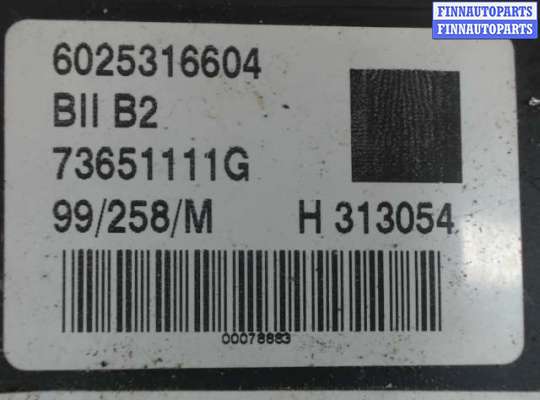 FINNAUTOPARTS
FINNAUTOPARTS
6025316604
BII B2
73651111G
99/258/M H 313054
00078883